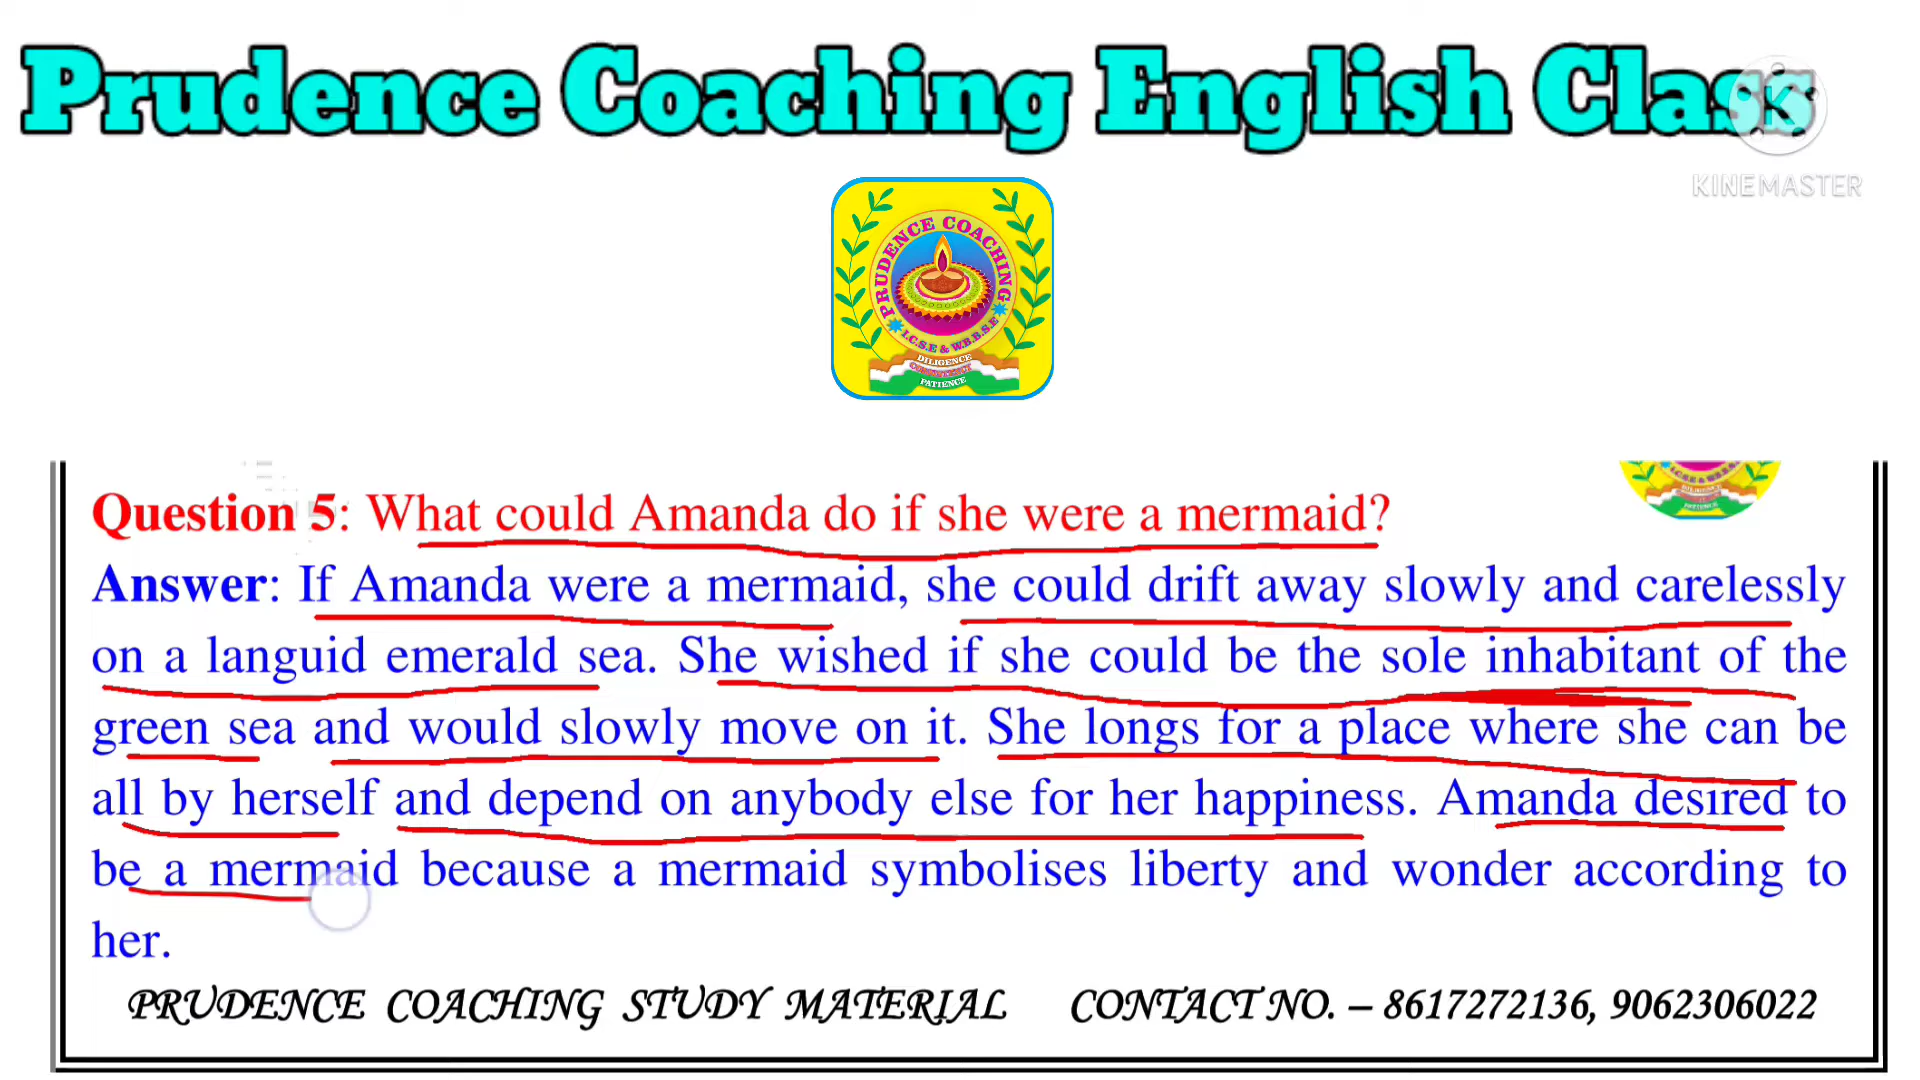 Prudence Coaching English Class
KINEMASTER
PRUDENCE COACHING
I.C.S.E & W.B.B.S.E
DILIGENCE
PATIENCE
Question 5: What could Amanda do if she were a mermaid?
Answer: If Amanda were a mermaid, she could drift away slowly and carelessly
on a languid emerald sea. She wished if she could be the sole inhabitant of the
green sea and would slowly move on it. She longs for a place where she can be
all by herself and depend on anybody else for her happiness. Amanda desired to
be a mermaid because a mermaid symbolises liberty and wonder according to
her.
PRUDENCE COACHING STUDY MATERIAL CONTACT NO. – 8617272136, 9062306022